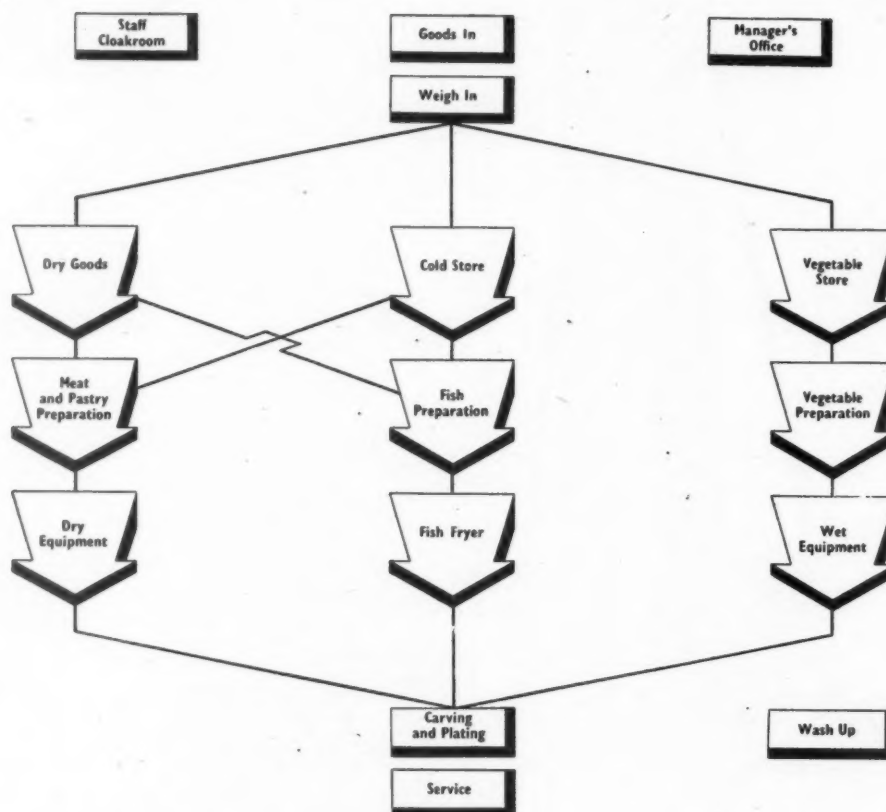 Staff
Cloakroom
Goods In
Manager's
Office
Weigh In
Dry Goods
Cold Store
Vegetable
Store
Meat
and Pastry
Preparation
Fish
Preparation
Vegetable
Preparation
Dry
Equipment
Fish Fryer
Wet
Equipment
Carving
and Plating
Wash Up
Service